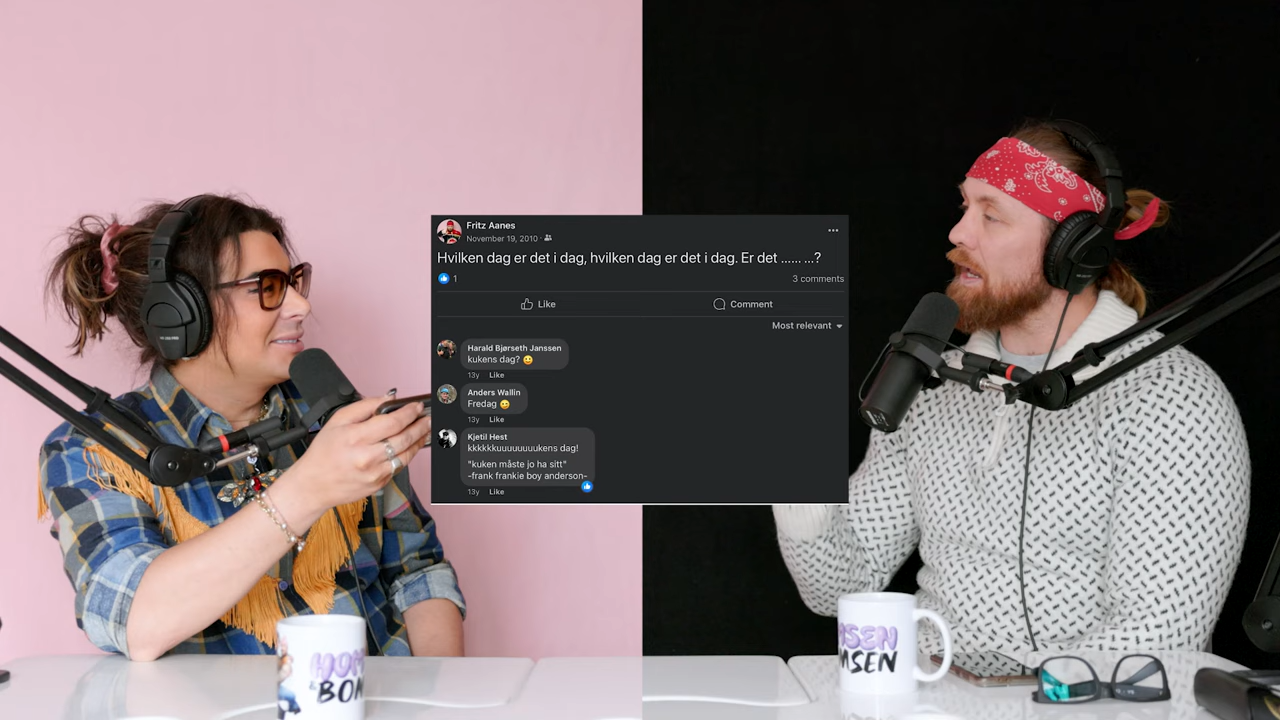 Fritz Aanes
November 19, 2010
Hvilken dag er det i dag, hvilken dag er det i dag. Er det ...... ...?
1
3 comments
Like
Comment
Most relevant
Harald Bjørseth Janssen
kukens dag? 😉
13y Like
Anders Wallin
Fredag 😉
13y Like
Kjetil Hest
kkkkkkuuuuuuuukens dag!
"kuken måste jo ha sitt"
-frank frankie boy anderson-
13y Like
HOM
BON
MSEN